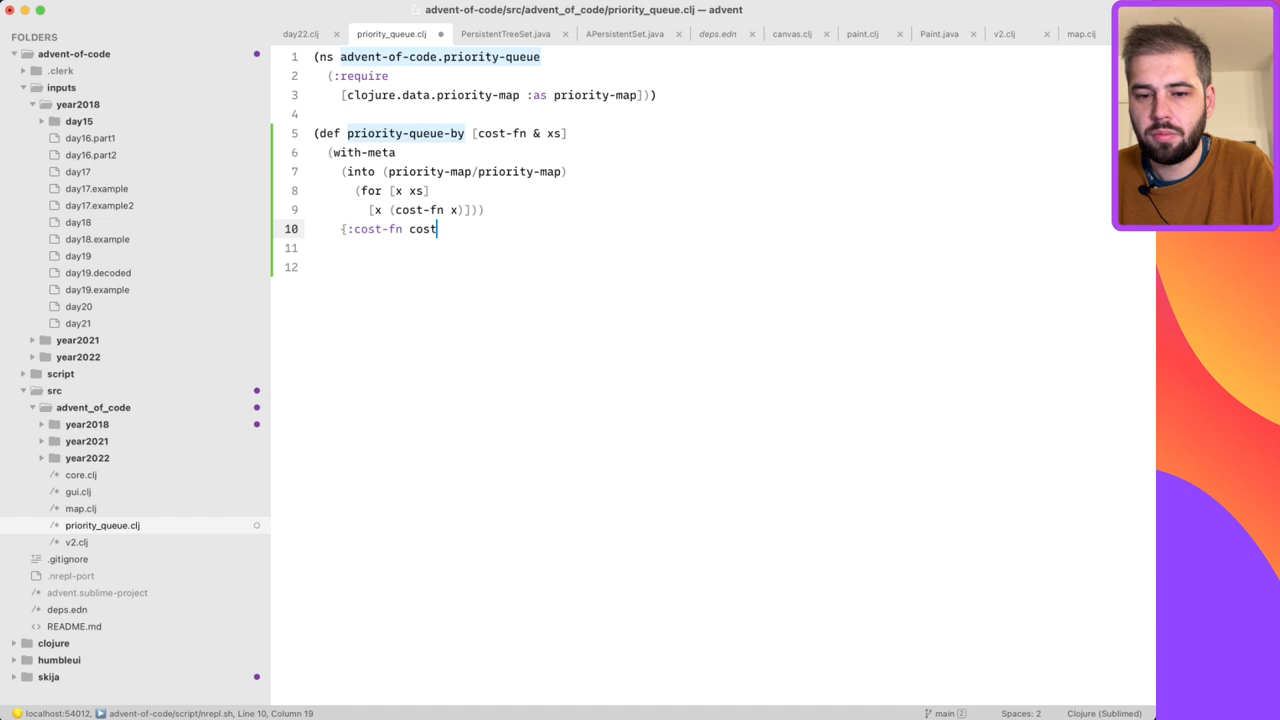 advent-of-code/src/advent_of_code/priority_queue.clj — advent
FOLDERS
day22.clj × priority_queue.clj PersistentTreeSet.java × APersistentSet.java × deps.edn × canvas.clj × paint.clj × Paint.java × v2.clj × map.clj
advent-of-code
.clerk
inputs
year2018
day15
day16.part1
day16.part2
day17
day17.example
day17.example2
day18
day18.example
day19
day19.decoded
day19.example
day20
day21
year2021
year2022
script
src
advent_of_code
year2018
year2021
year2022
/* core.clj
/* gui.clj
/* map.clj
/* priority_queue.clj
/* v2.clj
.gitignore
.nrepl-port
/* advent.sublime-project
deps.edn
<> README.md
clojure
humbleui
skija
1 (ns advent-of-code.priority-queue
2 (:require
3 [clojure.data.priority-map :as priority-map]))
4
5 (def priority-queue-by [cost-fn & xs]
6 (with-meta
7 (into (priority-map/priority-map)
8 (for [x xs]
9 [x (cost-fn x)]))
10 {:cost-fn cost
11
12
localhost:54012, advent-of-code/script/nrepl.sh, Line 10, Column 19
main 2
Spaces: 2
Clojure (Sublimed)